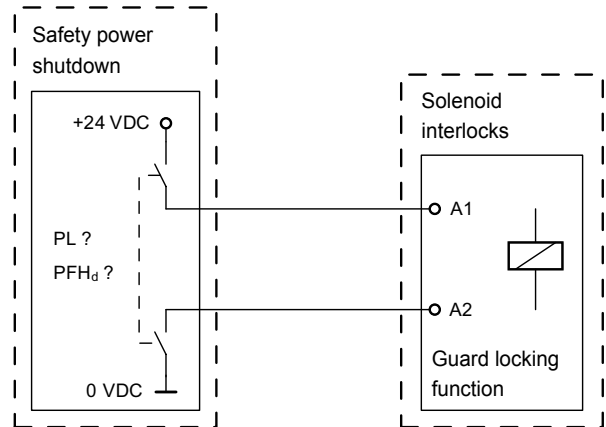 Safety power
shutdown
+24 VDC
PL ?
PFHd ?
0 VDC
Solenoid
interlocks
A1
A2
Guard locking
function